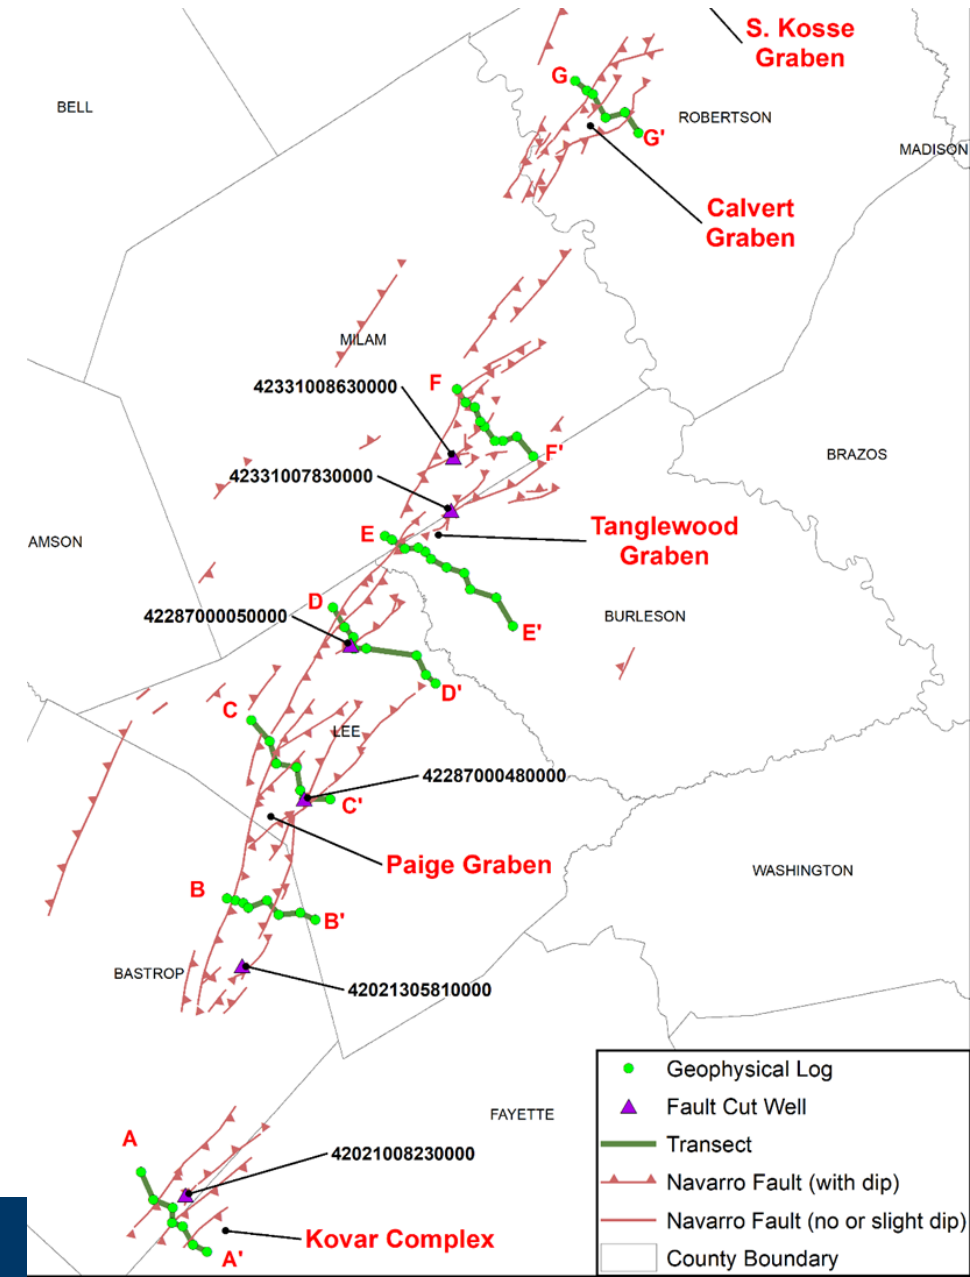 S. Kosse
Graben
G
BELL
ROBERTSON
G'
MADISON
Calvert
Graben
MILAM
42331008630000
F
F'
BRAZOS
42331007830000
Tanglewood
Graben
E
AMSON
D
42287000050000
BURLESON
E'
D'
C
LEE
42287000480000
C'
Paige Graben
WASHINGTON
B
B'
BASTROP
42021305810000
Geophysical Log
Fault Cut Well
FAYETTE
A
Transect
42021008230000
Navarro Fault (with dip)
Navarro Fault (no or slight dip)
Kovar Complex
A'
County Boundary